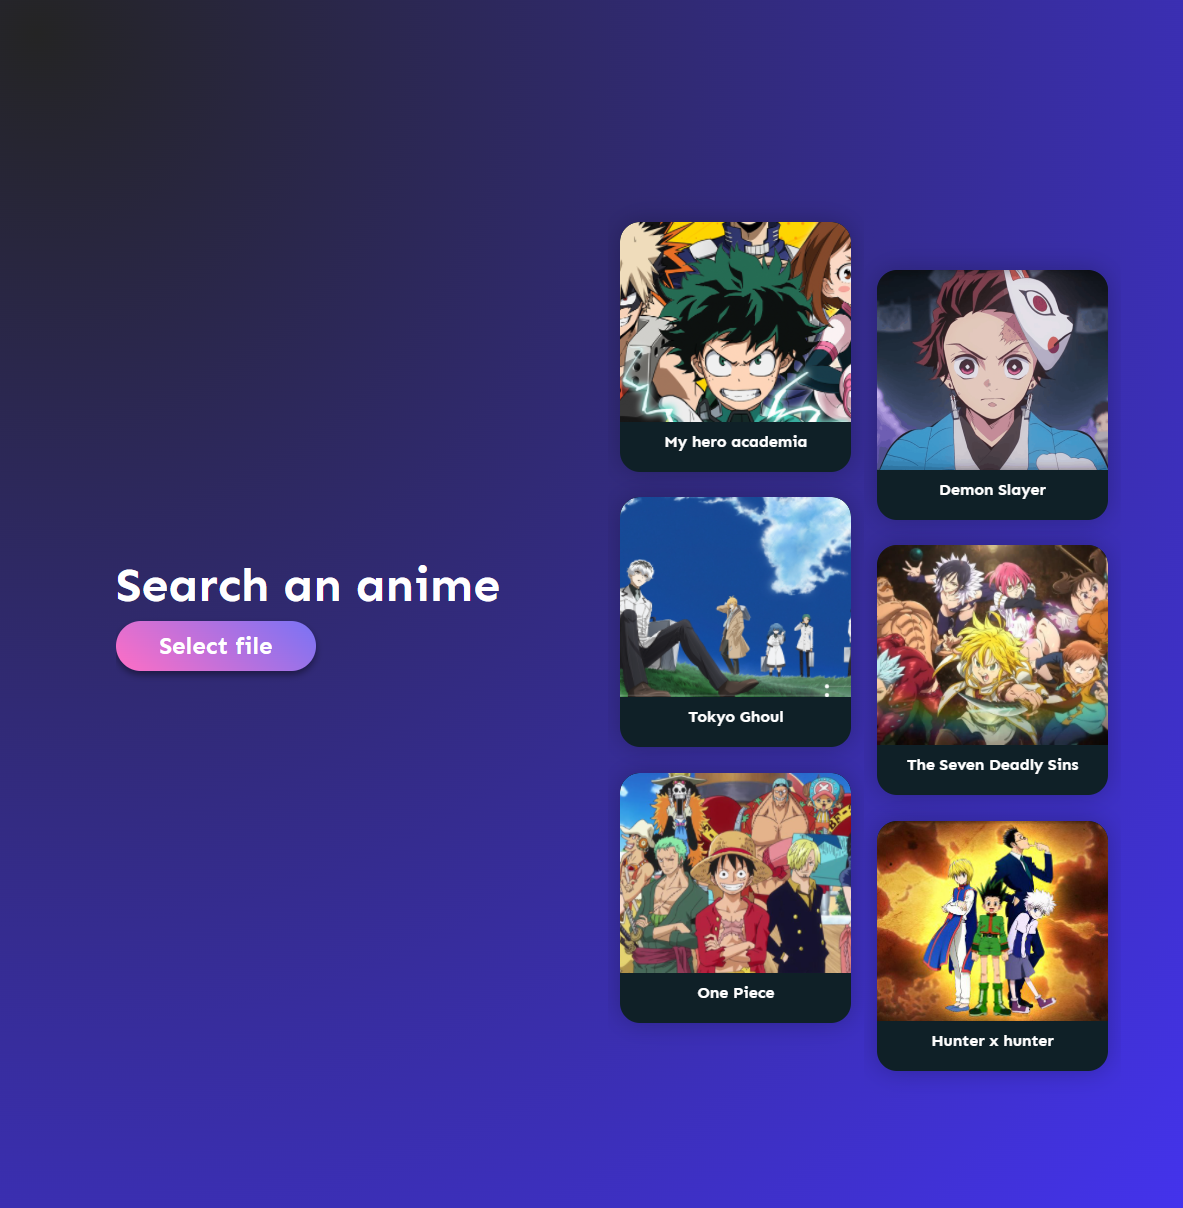 Search an anime
Select file
My hero academia
Demon Slayer
Tokyo Ghoul
The Seven Deadly Sins
One Piece
Hunter x hunter